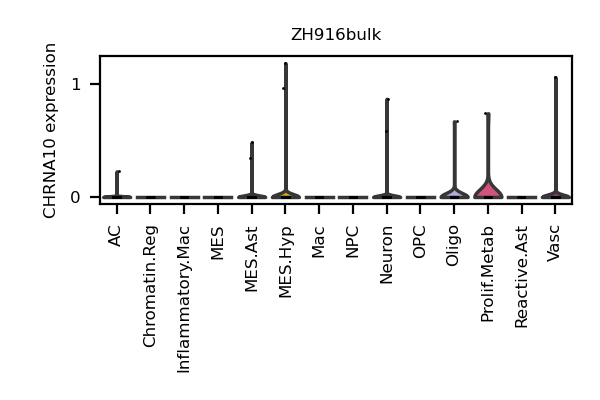 ZH916bulk
CHRNA10 expression
1
0
AC
Chromatin.Reg
Inflammatory.Mac
MES
MES.Ast
MES.Hyp
Mac
NPC
Neuron
OPC
Oligo
Prolif.Metab
Reactive.Ast
Vasc